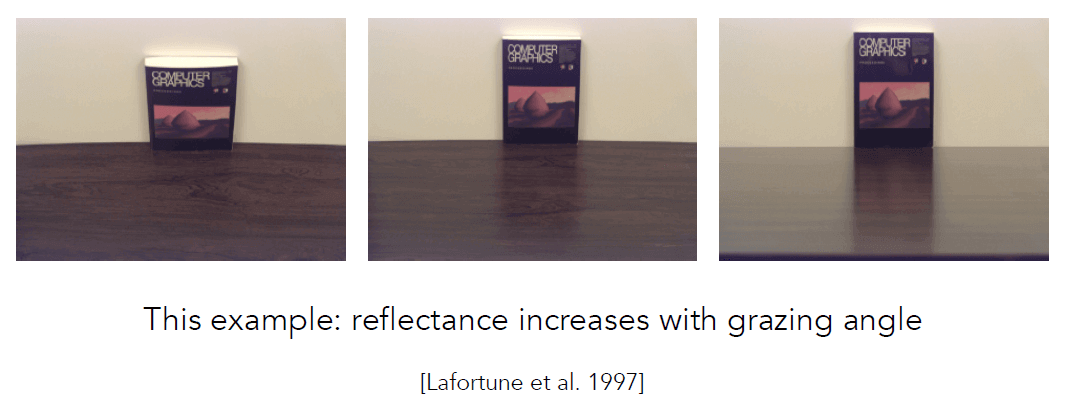 COMPUTER
GRAPHICS
COMPUTER
GRAPHICS
COMPUTER
GRAPHICS
This example: reflectance increases with grazing angle
[Lafortune et al. 1997]